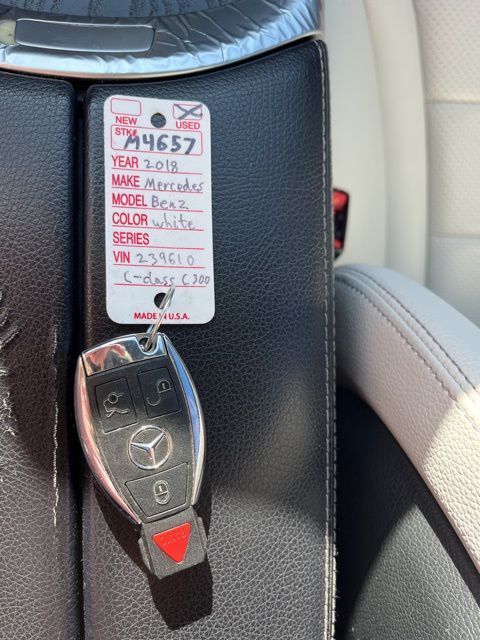 NEW USED
STK# M4657
YEAR 2018
MAKE Mercedes
MODEL Benz
COLOR white
SERIES
VIN 239610
C-class C300
MADE IN U.S.A.
PANIC